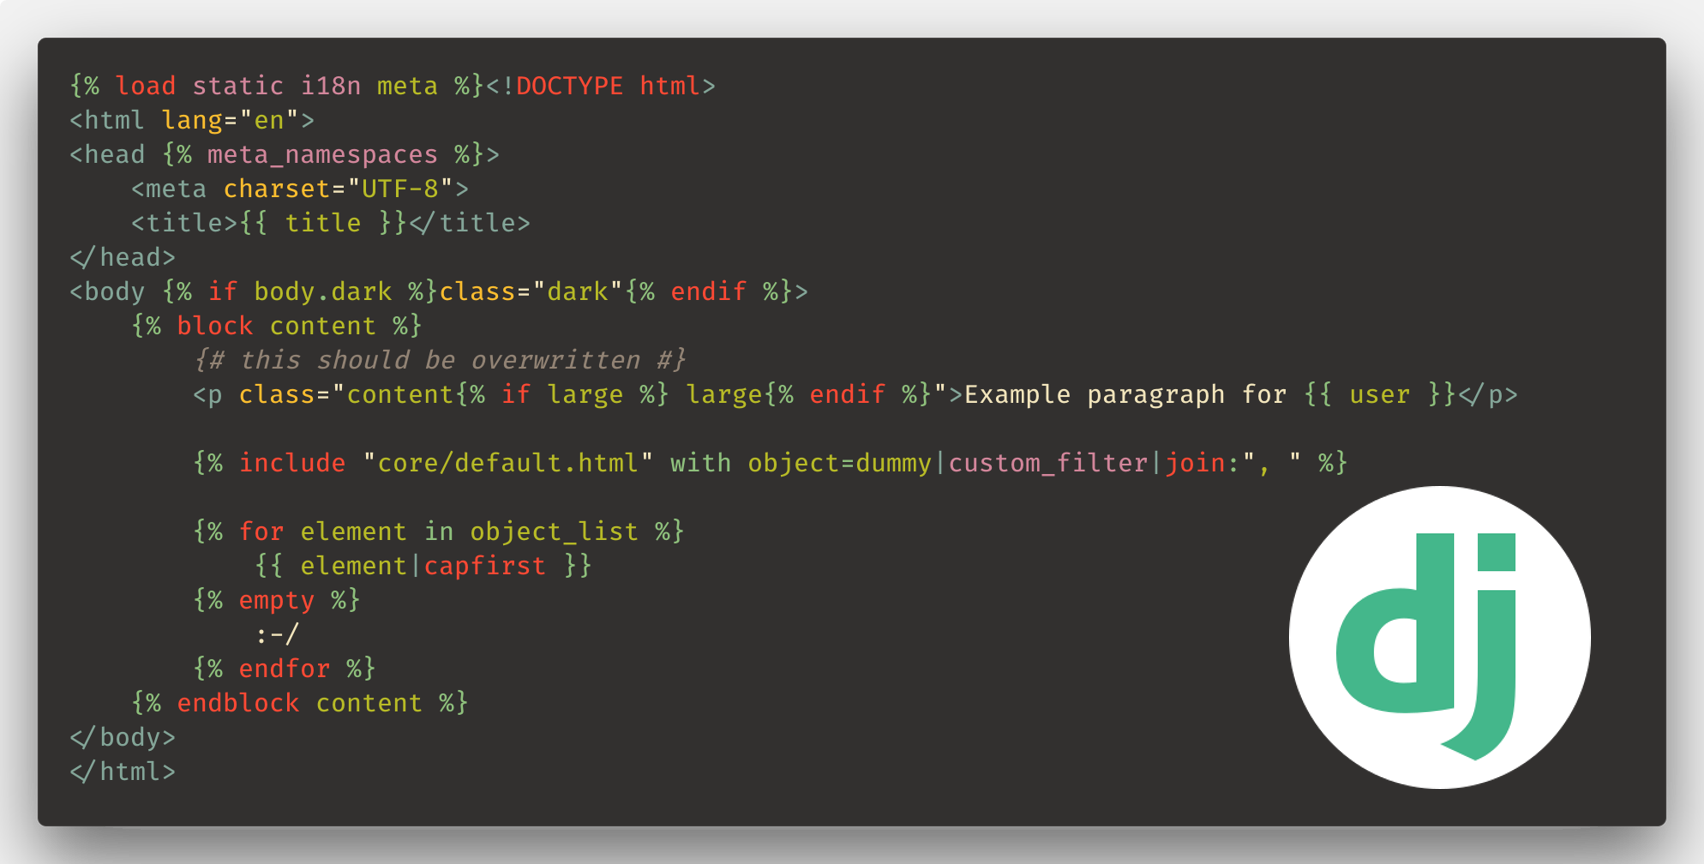 {% load static i18n meta %}<!DOCTYPE html>
<html lang="en">
<head {% meta_namespaces %}>
    <meta charset="UTF-8">
    <title>{{ title }}</title>
</head>
<body {% if body.dark %}class="dark"{% endif %}>
    {% block content %}
        {# this should be overwritten #}
        <p class="content{% if large %} large{% endif %}">Example paragraph for {{ user }}</p>

        {% include "core/default.html" with object=dummy|custom_filter|join:", " %}

        {% for element in object_list %}
            {{ element|capfirst }}
        {% empty %}
            :-/
        {% endfor %}
    {% endblock content %}
</body>
</html>
dj